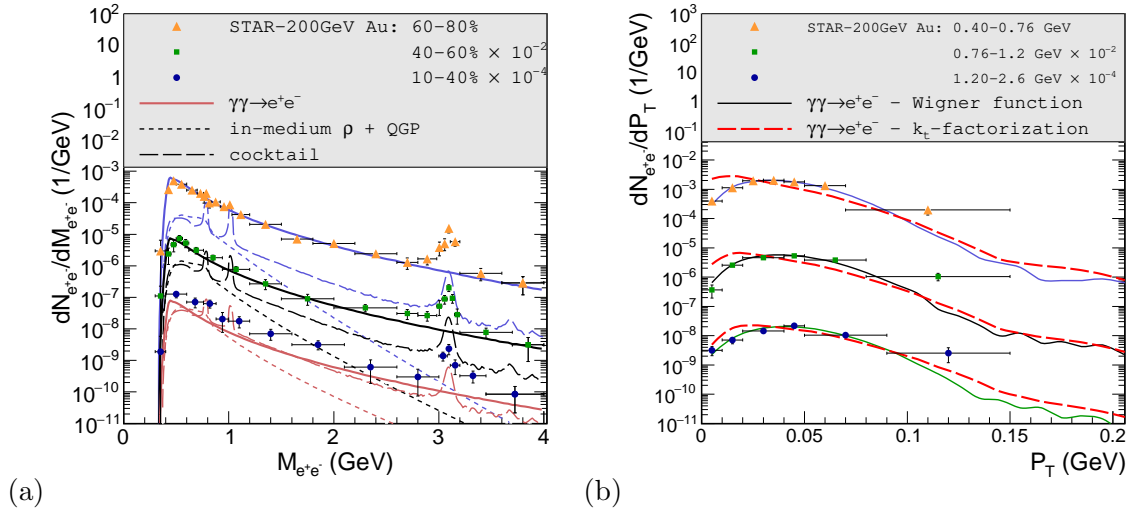 10²
10
1
10⁻¹
10⁻²
10⁻³
10⁻⁴
10⁻⁵
10⁻⁶
10⁻⁷
10⁻⁸
10⁻⁹
10⁻¹⁰
10⁻¹¹
dN_{e⁺e⁻}/dM_{e⁺e⁻} (1/GeV)
STAR-200GeV Au: 60-80%
40-60% × 10⁻²
10-40% × 10⁻⁴
γγ→e⁺e⁻
in-medium ρ + QGP
cocktail
0 1 2 3 4
M_{e⁺e⁻} (GeV)
(a)
10³
10²
10
1
10⁻¹
10⁻²
10⁻³
10⁻⁴
10⁻⁵
10⁻⁶
10⁻⁷
10⁻⁸
10⁻⁹
10⁻¹⁰
10⁻¹¹
dN_{e⁺e⁻}/dP_T (1/GeV)
STAR-200GeV Au: 0.40-0.76 GeV
0.76-1.2 GeV × 10⁻²
1.20-2.6 GeV × 10⁻⁴
γγ→e⁺e⁻ - Wigner function
γγ→e⁺e⁻ - k_t-factorization
0 0.05 0.1 0.15 0.2
P_T (GeV)
(b)